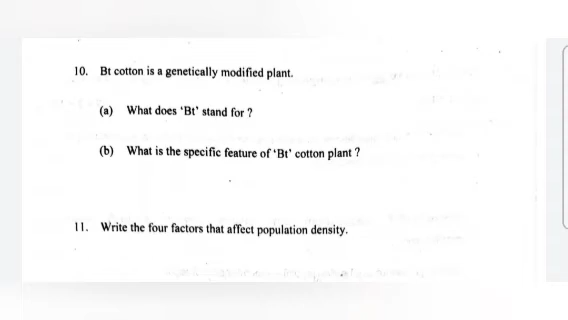 10. Bt cotton is a genetically modified plant.
(a) What does 'Bt' stand for ?
(b) What is the specific feature of 'Bt' cotton plant ?
11. Write the four factors that affect population density.